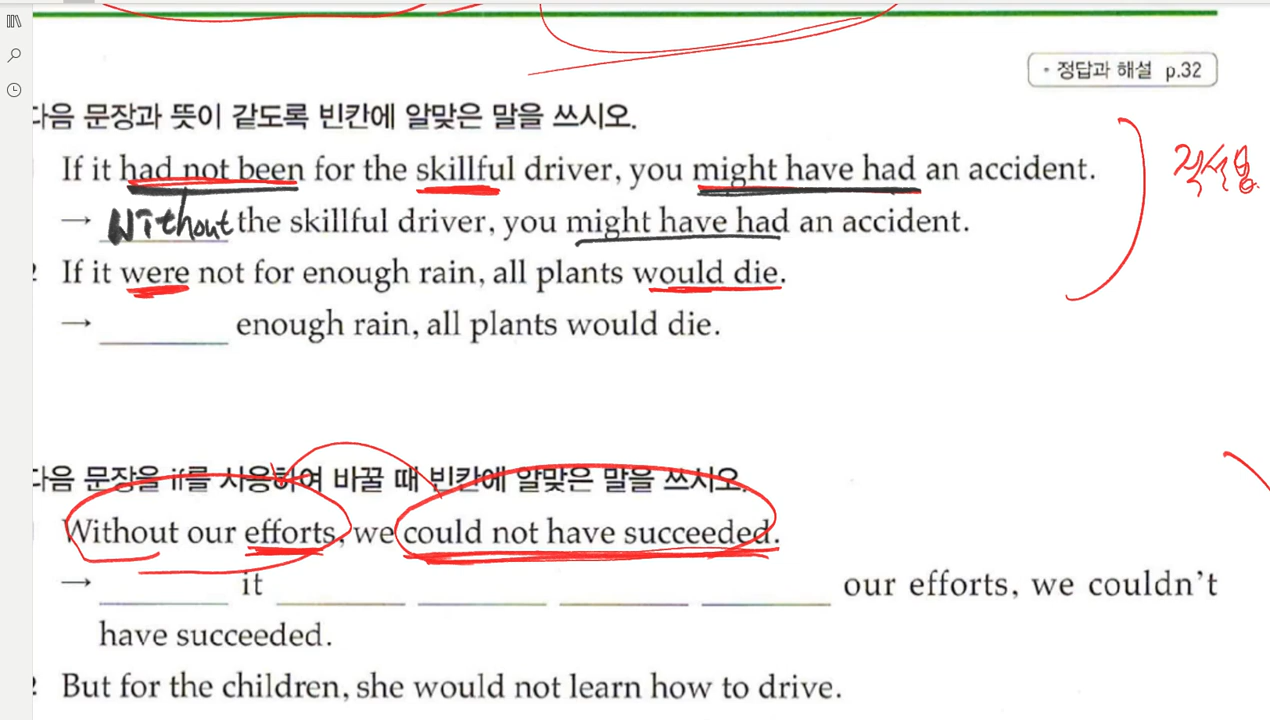 • 정답과 해설 p.32
다음 문장과 뜻이 같도록 빈칸에 알맞은 말을 쓰시오.
If it had not been for the skillful driver, you might have had an accident.
→ Without the skillful driver, you might have had an accident.
2 If it were not for enough rain, all plants would die.
→ ________ enough rain, all plants would die.
다음 문장을 if를 사용하여 바꿀 때 빈칸에 알맞은 말을 쓰시오.
Without our efforts, we could not have succeeded.
→ ________ it ________ ________ ________ ________ our efforts, we couldn't
have succeeded.
2 But for the children, she would not learn how to drive.